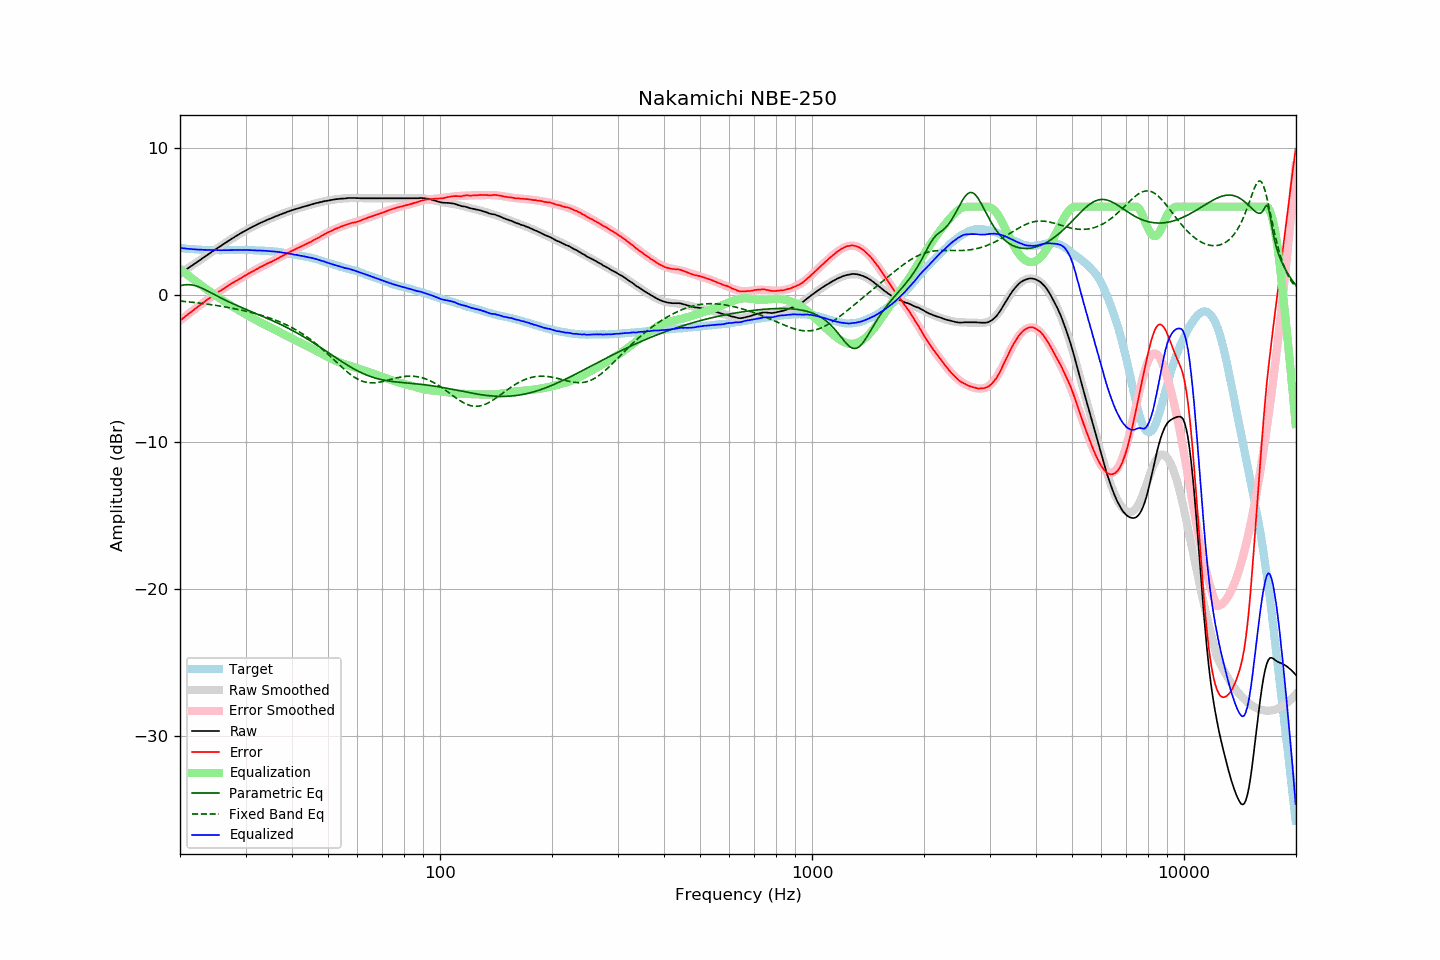 Nakamichi NBE-250
10
0
−10
−20
−30
Amplitude (dBr)
Target
Raw Smoothed
Error Smoothed
Raw
Error
Equalization
Parametric Eq
Fixed Band Eq
Equalized
100
1000
10000
Frequency (Hz)